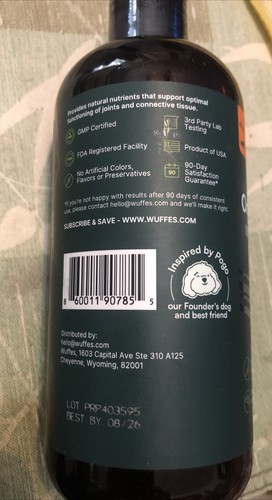 Provides natural nutrients that support optimal
functioning of joints and connective tissue.
GMP Certified
3rd Party Lab
Testing
FDA Registered Facility
Product of USA
No Artificial Colors,
Flavors or Preservatives
90
90-Day
Satisfaction
Guarantee*
*If you're not happy with results after 90 days of consistent
use, please contact hello@wuffes.com and we'll make it right.
SUBSCRIBE & SAVE - WWW.WUFFES.COM
8 60011 90785 5
Inspired by Pogo
our Founder's dog
and best friend
Distributed by:
hello@wuffes.com
Wuffes, 1603 Capital Ave Ste 310 A125
Cheyenne, Wyoming, 82001
LOT PRP403595
BEST BY 08/26